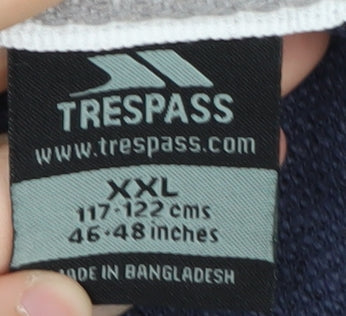 TRESPASS
www.trespass.com
XXL
117-122 cms
46-48 inches
MADE IN BANGLADESH